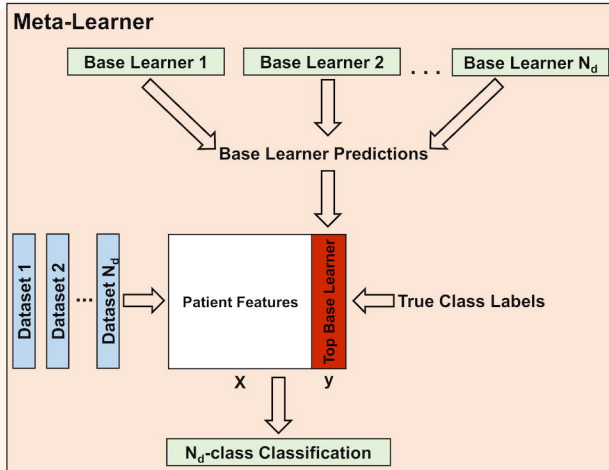 Meta-Learner
Base Learner 1
Base Learner 2
. . .
Base Learner N_d
Base Learner Predictions
Dataset 1
Dataset 2
...
Dataset N_d
Patient Features
Top Base Learner
True Class Labels
X
y
N_d-class Classification